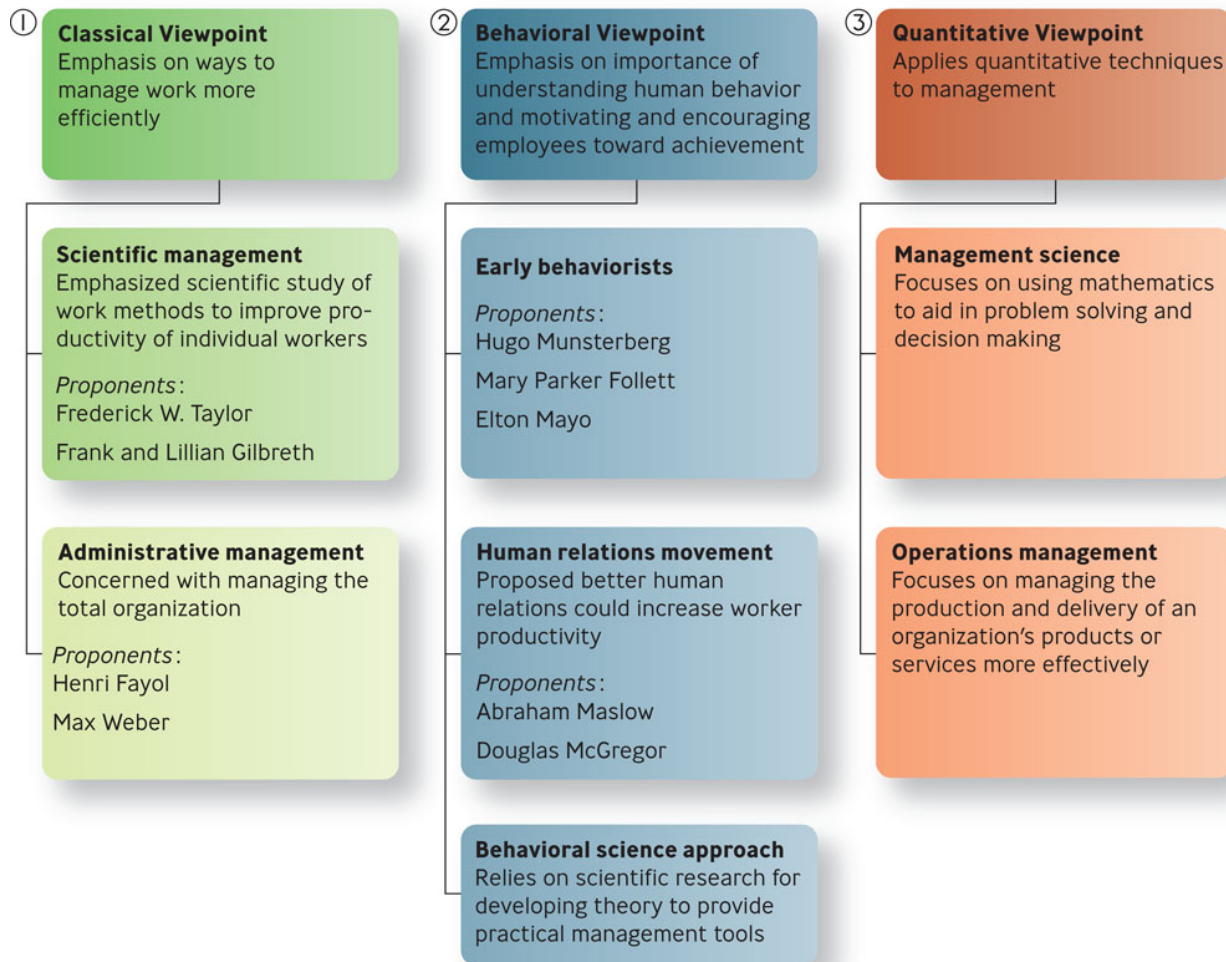 ①
Classical Viewpoint
Emphasis on ways to
manage work more
efficiently
Scientific management
Emphasized scientific study of
work methods to improve pro-
ductivity of individual workers
Proponents:
Frederick W. Taylor
Frank and Lillian Gilbreth
Administrative management
Concerned with managing the
total organization
Proponents:
Henri Fayol
Max Weber
②
Behavioral Viewpoint
Emphasis on importance of
understanding human behavior
and motivating and encouraging
employees toward achievement
Early behaviorists
Proponents:
Hugo Munsterberg
Mary Parker Follett
Elton Mayo
Human relations movement
Proposed better human
relations could increase worker
productivity
Proponents:
Abraham Maslow
Douglas McGregor
Behavioral science approach
Relies on scientific research for
developing theory to provide
practical management tools
③
Quantitative Viewpoint
Applies quantitative techniques
to management
Management science
Focuses on using mathematics
to aid in problem solving and
decision making
Operations management
Focuses on managing the
production and delivery of an
organization's products or
services more effectively